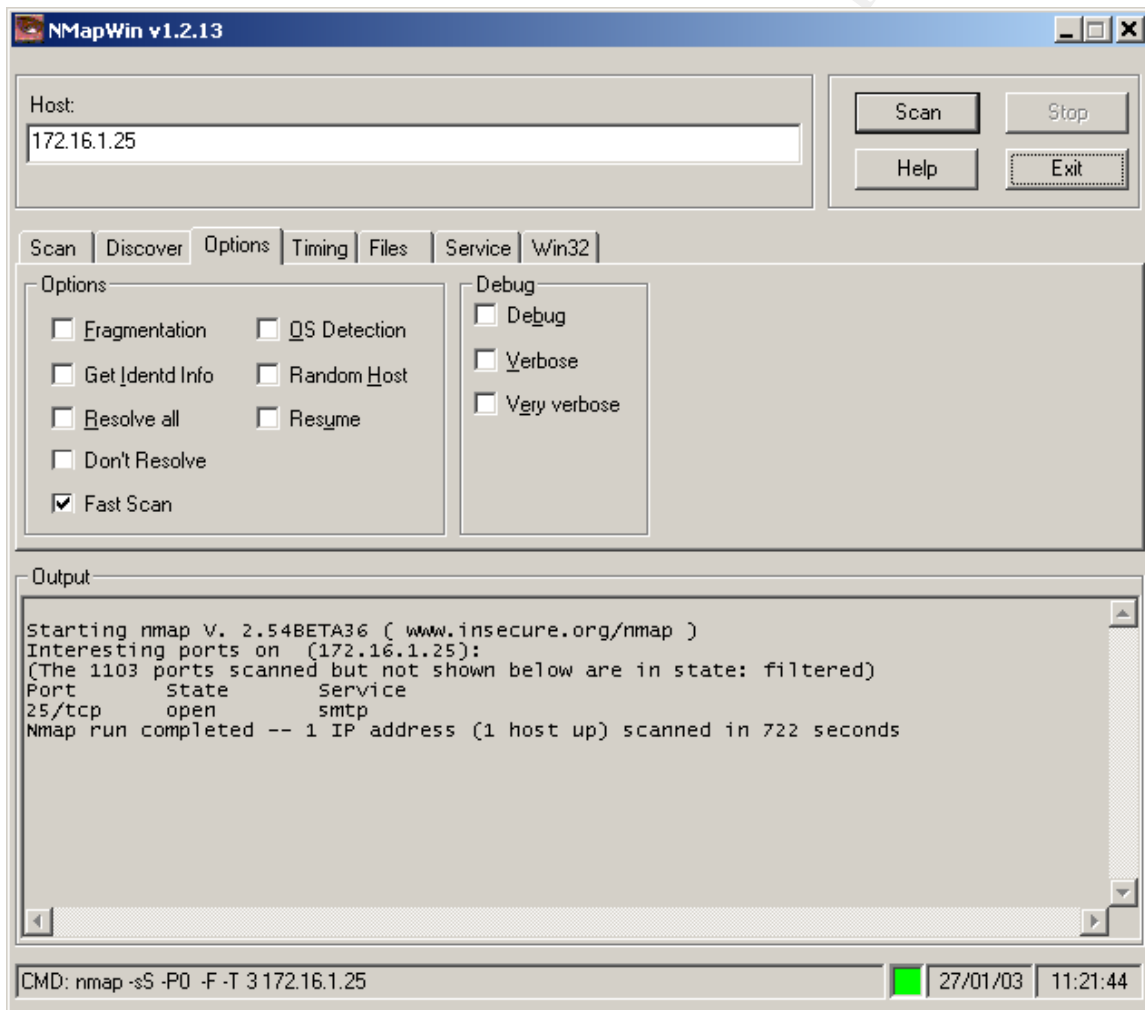 NMapWin v1.2.13
Host:
172.16.1.25
Scan Stop
Help Exit
Scan Discover Options Timing Files Service Win32
Options
Fragmentation OS Detection
Get Identd Info Random Host
Resolve all Resume
Don't Resolve
Fast Scan
Debug
Debug
Verbose
Very verbose
Output
Starting nmap V. 2.54BETA36 ( www.insecure.org/nmap )
Interesting ports on (172.16.1.25):
(The 1103 ports scanned but not shown below are in state: filtered)
Port State Service
25/tcp open smtp
Nmap run completed -- 1 IP address (1 host up) scanned in 722 seconds
CMD: nmap -sS -P0 -F -T 3 172.16.1.25 27/01/03 11:21:44